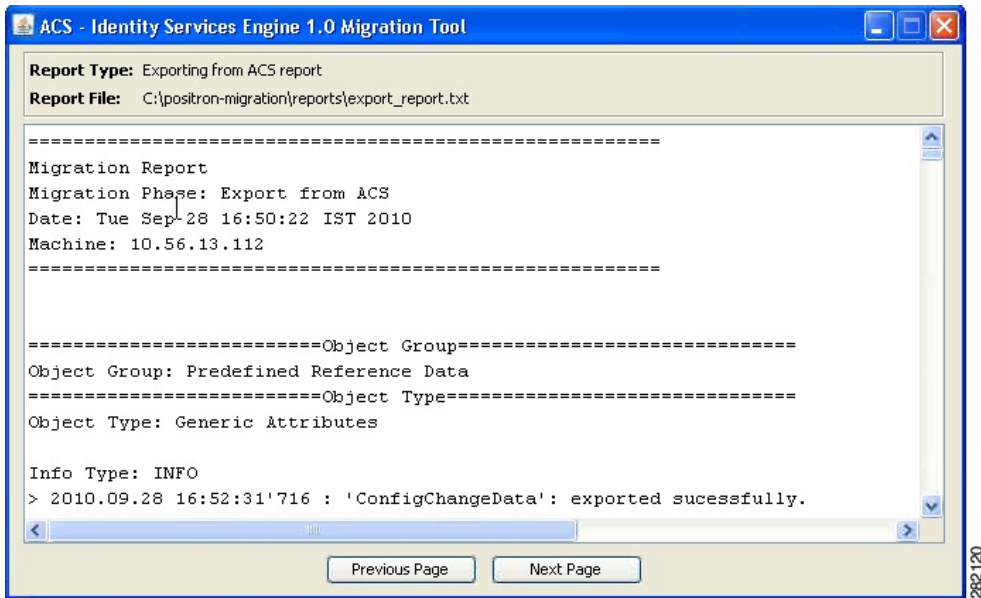 ACS - Identity Services Engine 1.0 Migration Tool
Report Type: Exporting from ACS report
Report File: C:\positron-migration\reports\export_report.txt
========================================================
Migration Report
Migration Phase: Export from ACS
Date: Tue Sep 28 16:50:22 IST 2010
Machine: 10.56.13.112
========================================================
==========================Object Group==============================
Object Group: Predefined Reference Data
==========================Object Type===============================
Object Type: Generic Attributes
Info Type: INFO
> 2010.09.28 16:52:31'716 : 'ConfigChangeData': exported sucessfully.
Previous Page Next Page
282120